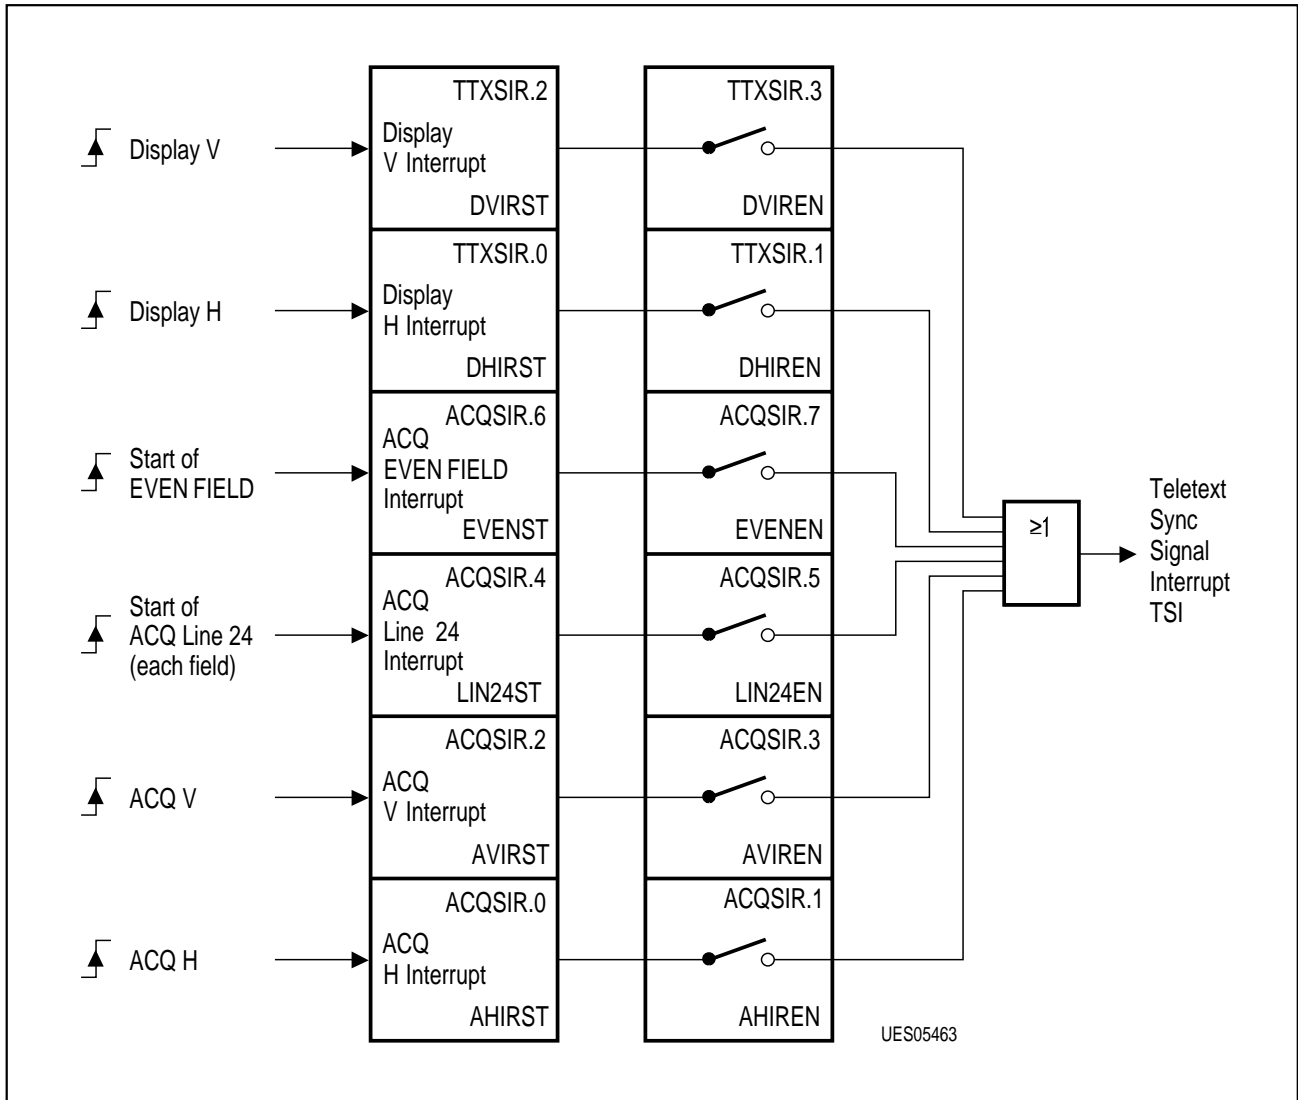 Display V
TTXSIR.2
Display
V Interrupt
DVIRST
TTXSIR.3
DVIREN
Display H
TTXSIR.0
Display
H Interrupt
DHIRST
TTXSIR.1
DHIREN
Start of
EVEN FIELD
ACQSIR.6
ACQ
EVEN FIELD
Interrupt
EVENST
ACQSIR.7
EVENEN
Start of
ACQ Line 24
(each field)
ACQSIR.4
ACQ
Line 24
Interrupt
LIN24ST
ACQSIR.5
LIN24EN
ACQ V
ACQSIR.2
ACQ
V Interrupt
AVIRST
ACQSIR.3
AVIREN
ACQ H
ACQSIR.0
ACQ
H Interrupt
AHIRST
ACQSIR.1
AHIREN
≥1
Teletext
Sync
Signal
Interrupt
TSI
UES05463